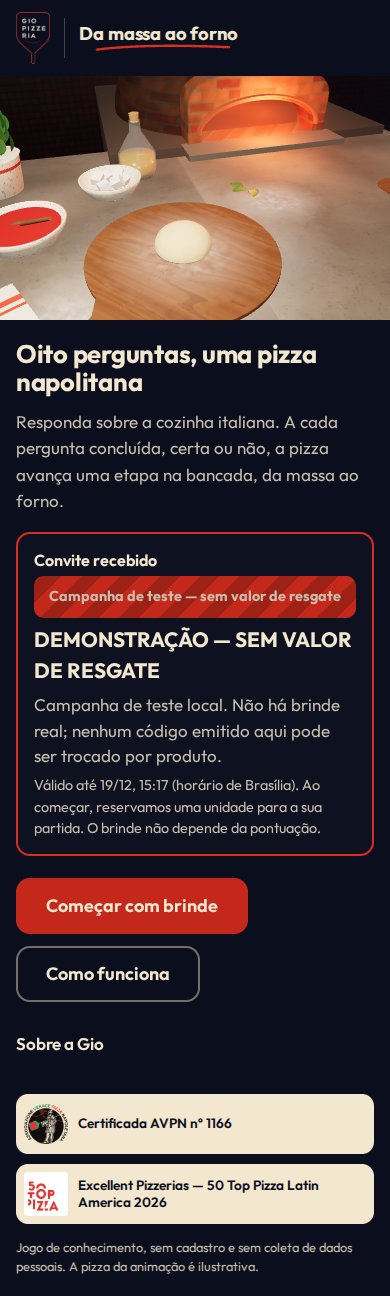 GIO
PIZZE
RIA
Da massa ao forno
Oito perguntas, uma pizza
napolitana
Responda sobre a cozinha italiana. A cada
pergunta concluída, certa ou não, a pizza
avança uma etapa na bancada, da massa ao
forno.
Convite recebido
Campanha de teste — sem valor de resgate
DEMONSTRAÇÃO — SEM VALOR
DE RESGATE
Campanha de teste local. Não há brinde
real; nenhum código emitido aqui pode
ser trocado por produto.
Válido até 19/12, 15:17 (horário de Brasília). Ao
começar, reservamos uma unidade para a sua
partida. O brinde não depende da pontuação.
Começar com brinde
Como funciona
Sobre a Gio
Certificada AVPN nº 1166
50
TOP
PIZZA
Excellent Pizzerias — 50 Top Pizza Latin
America 2026
Jogo de conhecimento, sem cadastro e sem coleta de dados
pessoais. A pizza da animação é ilustrativa.